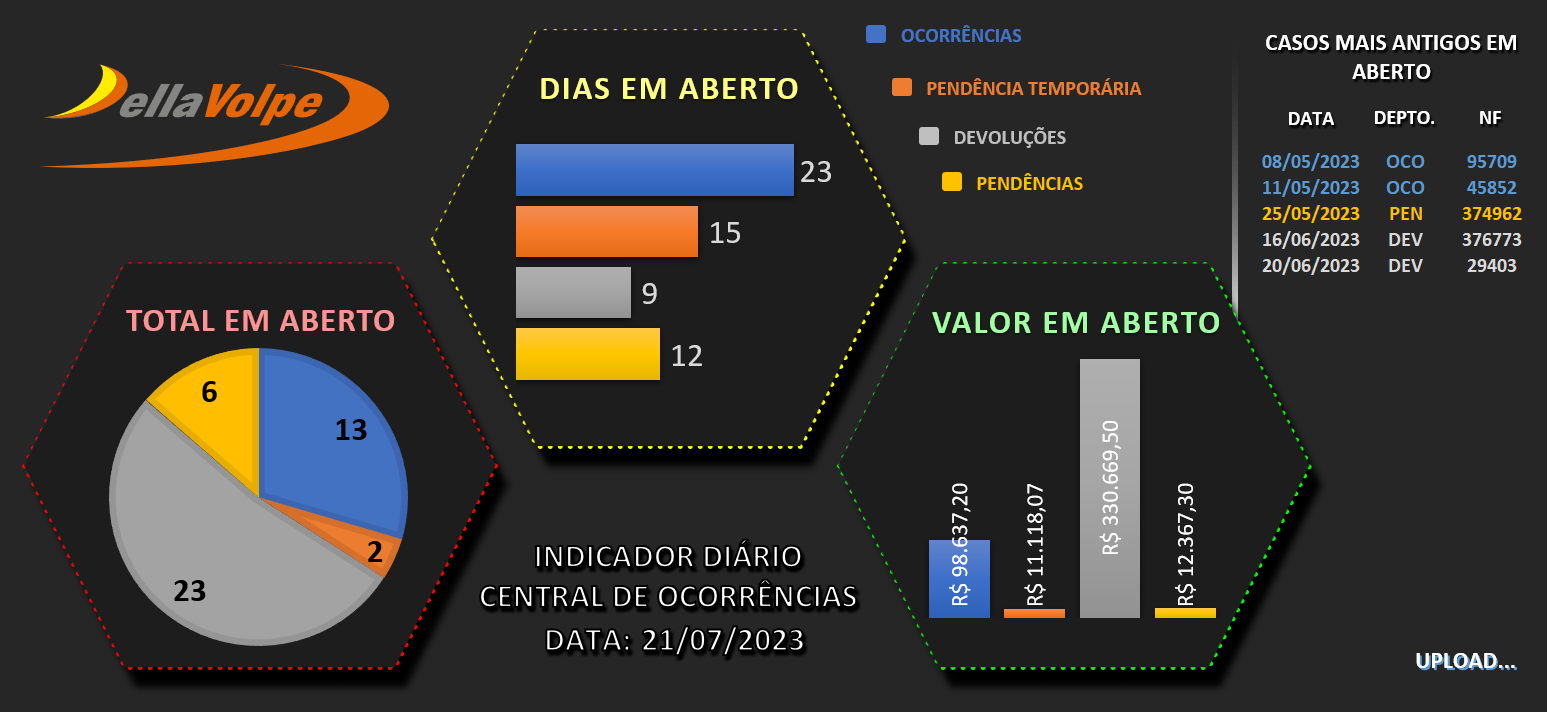 DellaVolpe
DIAS EM ABERTO
23
15
9
12
OCORRÊNCIAS
PENDÊNCIA TEMPORÁRIA
DEVOLUÇÕES
PENDÊNCIAS
CASOS MAIS ANTIGOS EM
ABERTO
DATA DEPTO. NF
08/05/2023 OCO 95709
11/05/2023 OCO 45852
25/05/2023 PEN 374962
16/06/2023 DEV 376773
20/06/2023 DEV 29403
TOTAL EM ABERTO
6
13
2
23
VALOR EM ABERTO
R$ 98.637,20
R$ 11.118,07
R$ 330.669,50
R$ 12.367,30
INDICADOR DIÁRIO
CENTRAL DE OCORRÊNCIAS
DATA: 21/07/2023
UPLOAD...